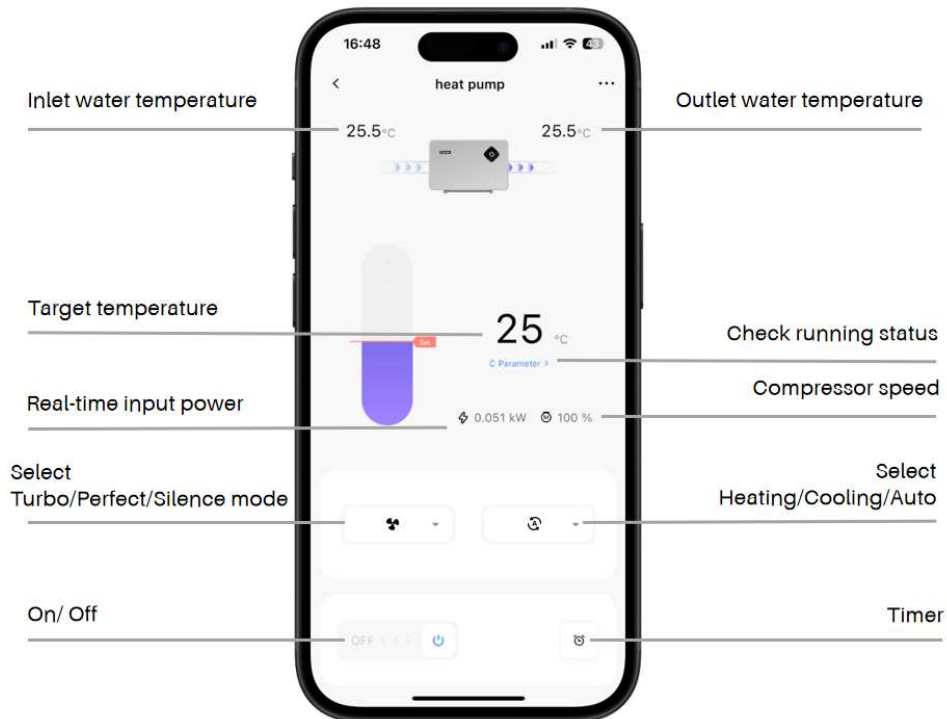 16:48
43
heat pump
Inlet water temperature
Outlet water temperature
25.5°C
25.5°C
Target temperature
25 °C
Set
Check running status
C Parameter >
Compressor speed
Real-time input power
0.051 kW
100 %
Select
Turbo/Perfect/Silence mode
Select
Heating/Cooling/Auto
A
On/ Off
Timer
OFF